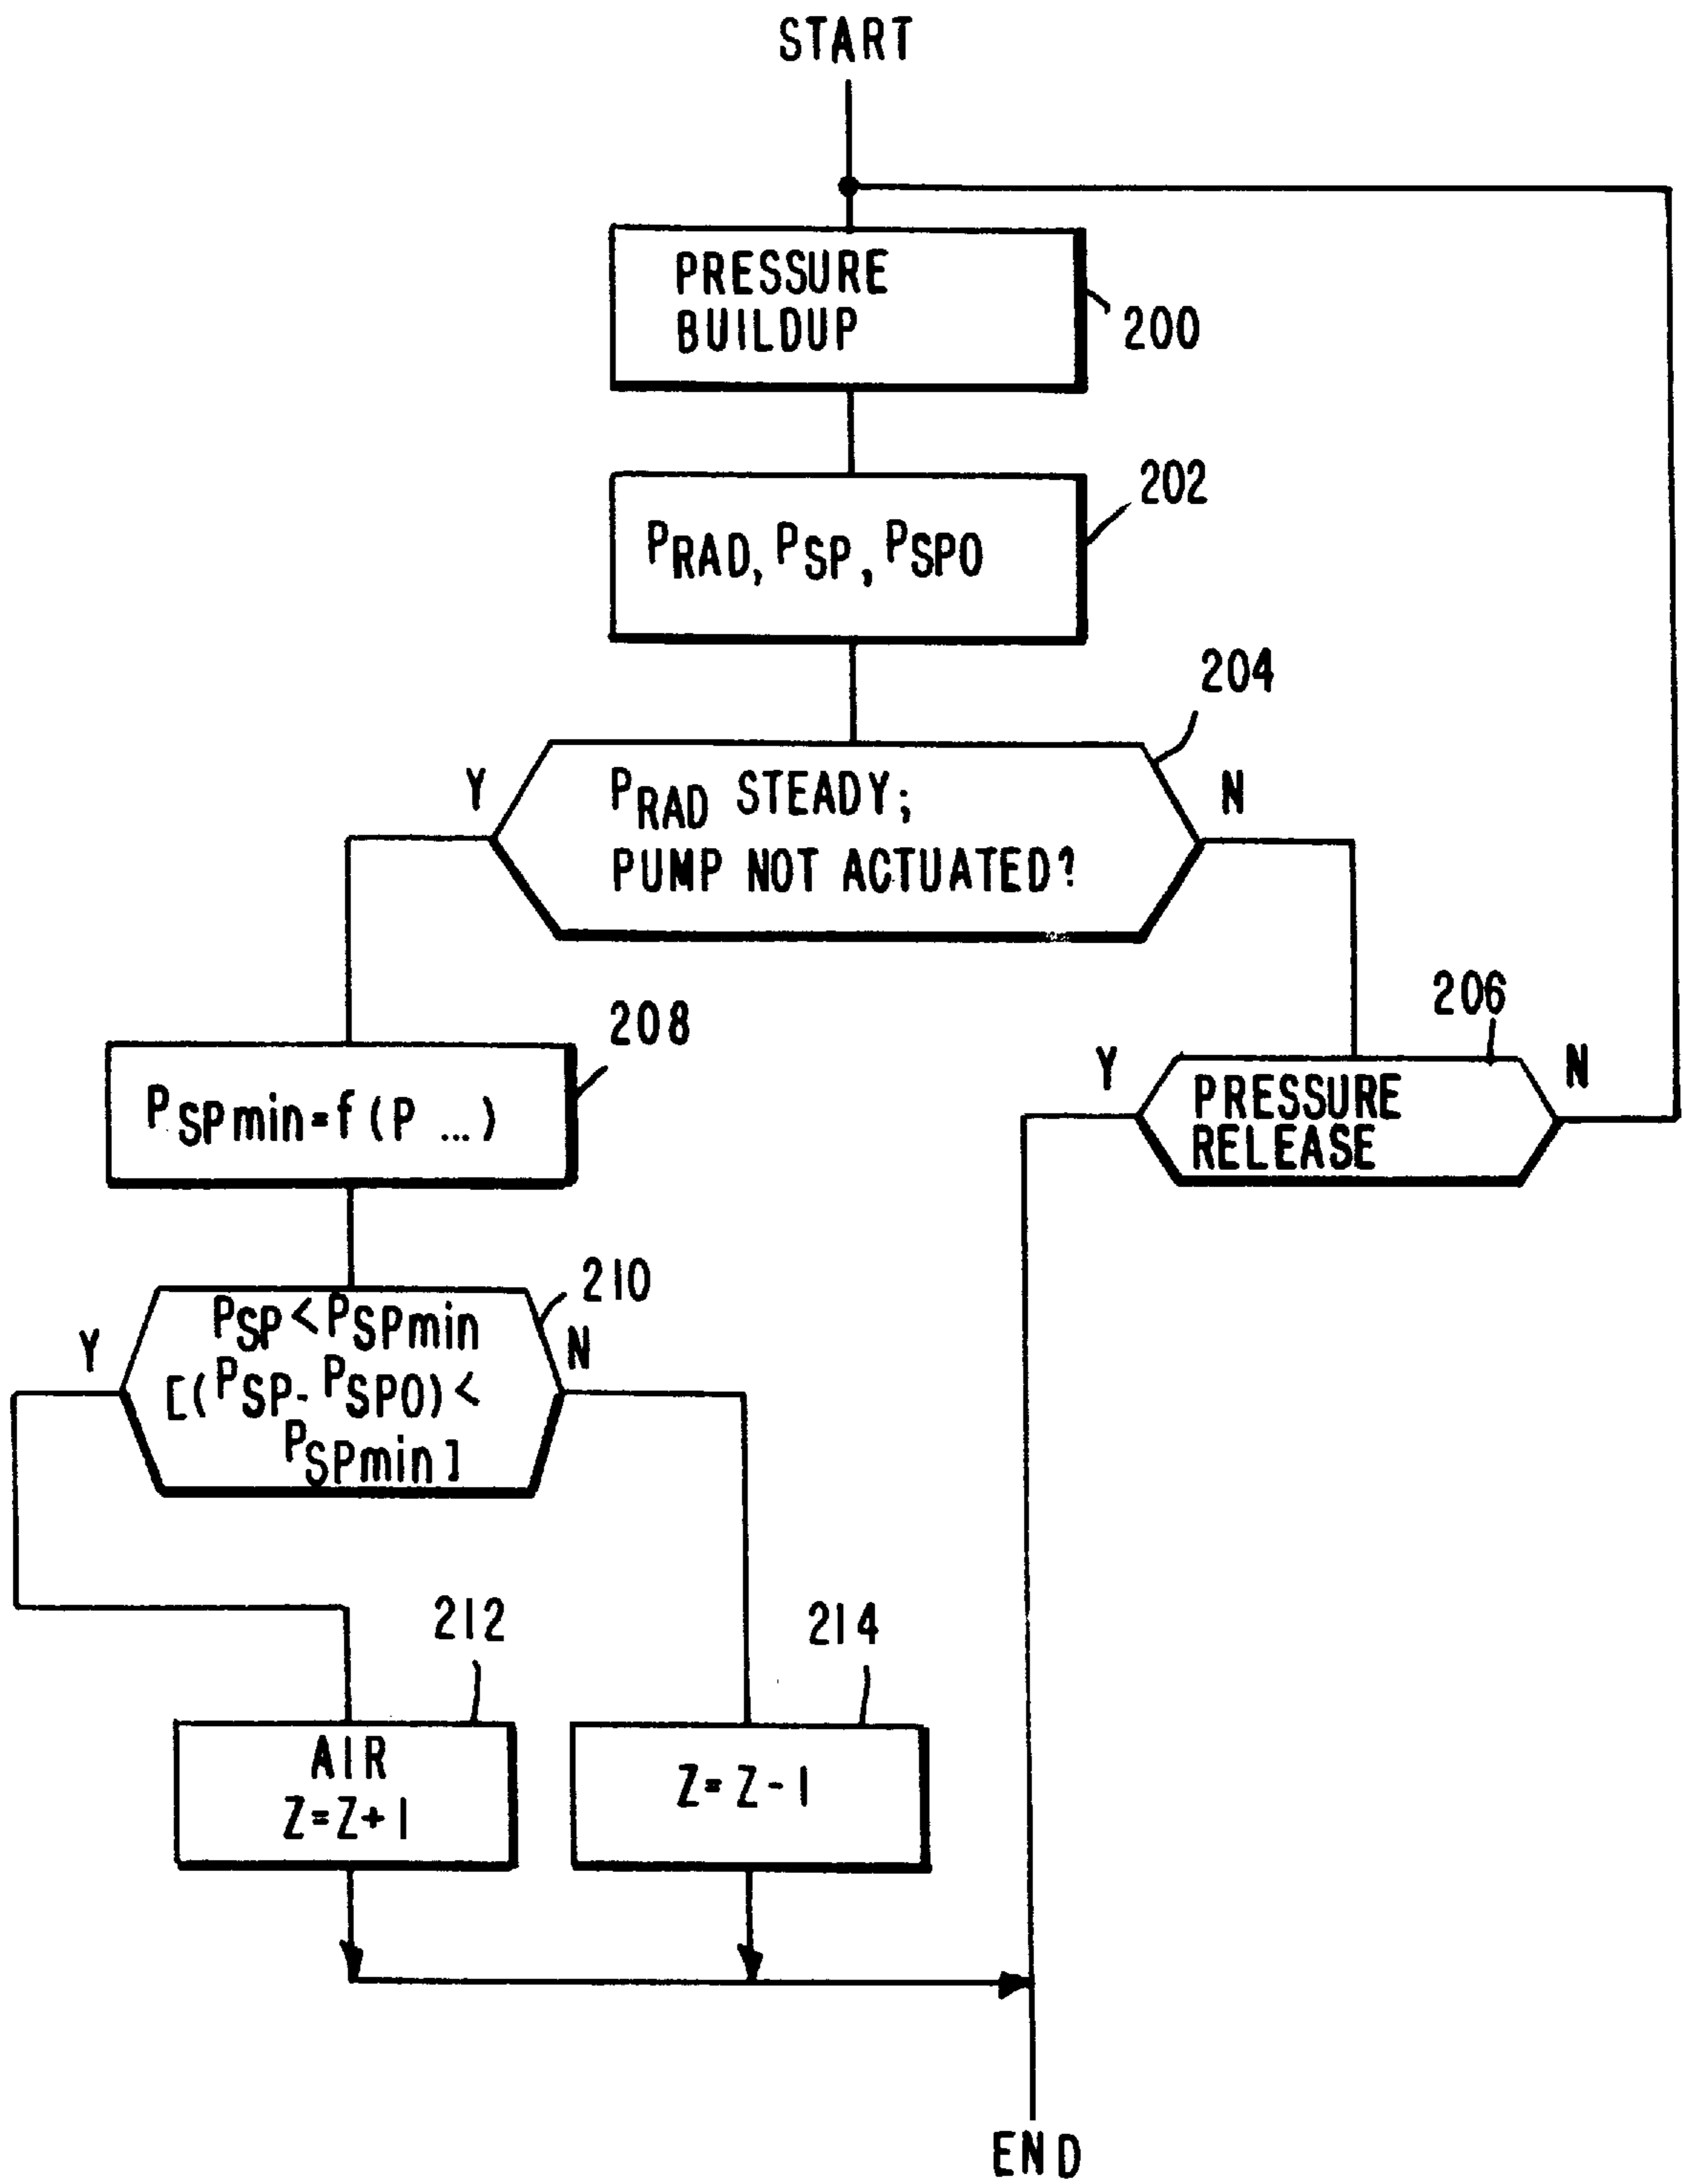 START
PRESSURE
BUILDUP
200
202
PRAD, PSP, PSPO
204
Y
N
PRAD STEADY;
PUMP NOT ACTUATED?
206
208
Y
N
PRESSURE
RELEASE
PSPmin=f(P ...)
210
Y
N
PSP<PSPmin
[(PSP-PSPO)<
PSPmin]
212
214
AIR
Z=Z+1
Z=Z-1
END